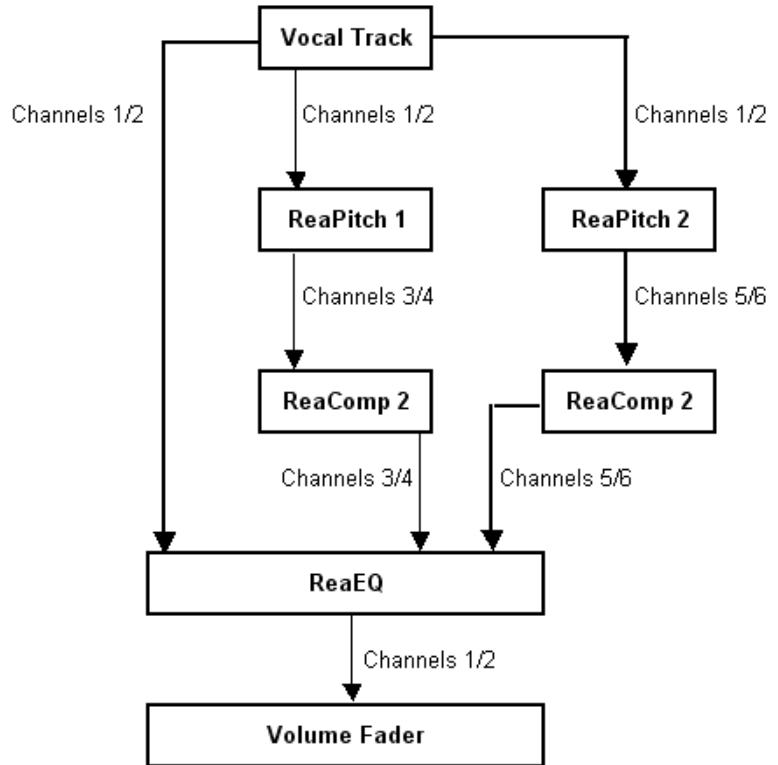 Vocal Track
Channels 1/2
Channels 1/2
Channels 1/2
ReaPitch 1
ReaPitch 2
Channels 3/4
Channels 5/6
ReaComp 2
ReaComp 2
Channels 3/4
Channels 5/6
ReaEQ
Channels 1/2
Volume Fader